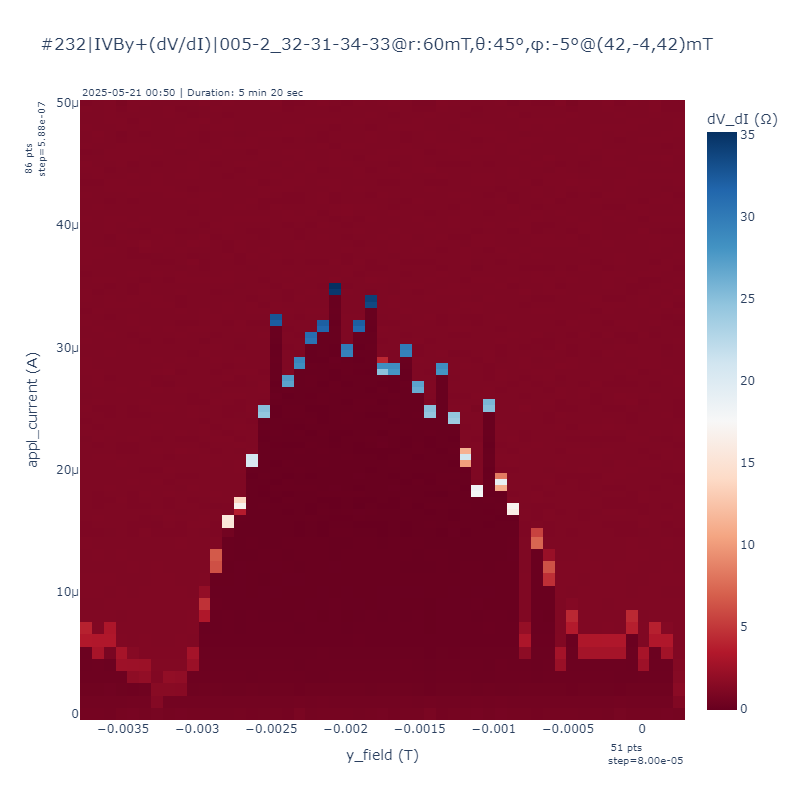 #232|IVBy+(dV/dI)|005-2_32-31-34-33@r:60mT,θ:45°,φ:-5°@(42,-4,42)mT
2025-05-21 00:50 | Duration: 5 min 20 sec
dV_dI (Ω)
86 pts
step=5.88e-07
appl_current (A)
50μ
40μ
30μ
20μ
10μ
0
35
30
25
20
15
10
5
0
−0.0035
−0.003
−0.0025
−0.002
−0.0015
−0.001
−0.0005
0
y_field (T)
51 pts
step=8.00e-05